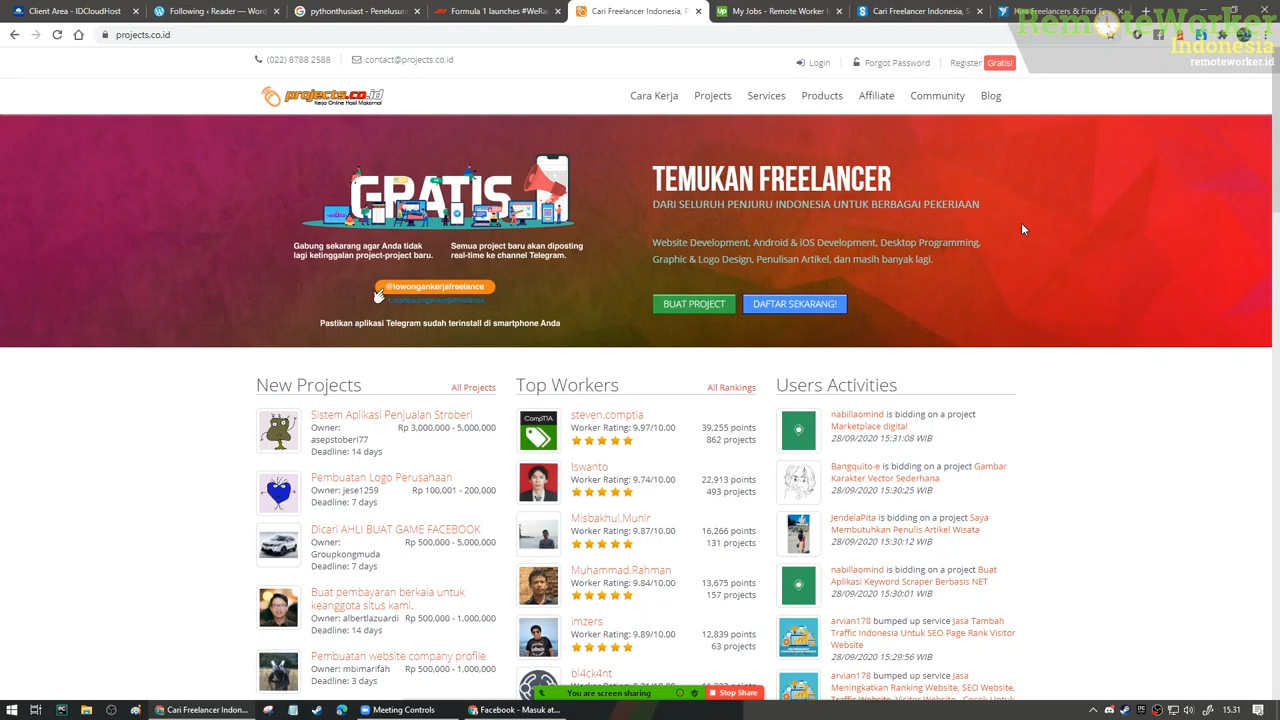 Client Area - IDCloudHost
Following ‹ Reader — WordPress
Remote Workers Indonesia #WeRa
Cari Freelancer Indonesia, Find
My Job Feed
projects.co.id
RemoteWorker
Indonesia
remoteworker.id
(022) 8788 2588
contact@projects.co.id
Login
Forgot Password
Register Gratis!
projects.co.id
Kerja Online Hasil Maksimal
Cara Kerja
Projects
Services
Products
Affiliate
Community
Blog
GRATIS
Gabung sekarang agar Anda tidak
lagi ketinggalan project-project baru.
Semua project baru akan diposting
real-time ke channel Telegram.
@lowongankerjafreelance
Pastikan aplikasi Telegram sudah terinstall di smartphone Anda
TEMUKAN FREELANCER
DARI SELURUH PENJURU INDONESIA UNTUK BERBAGAI PEKERJAAN
Website Development, Android & iOS Development, Desktop Programming,
Graphic & Logo Design, Penulisan Artikel, dan masih banyak lagi.
BUAT PROJECT
DAFTAR SEKARANG!
New Projects
All Projects
Sistem Aplikasi Penjualan Stroberi
Owner: Rp 3,000,000 - 5,000,000
asepstoberi77
Deadline: 14 days
Pembuatan Logo Perusahaan
Owner: jese1259 Rp 100,001 - 200,000
Deadline: 7 days
Dicari AHLI BUAT GAME FACEBOOK
Owner: Rp 500,000 - 5,000,000
Groupkongmuda
Deadline: 7 days
Buat pembayaran berkala untuk
keanggota situs kami.
Owner: albertlazuardi Rp 500,000 - 1,000,000
Deadline: 14 days
Pembuatan website company profile
Owner: mbimarifah Rp 500,000 - 1,000,000
Deadline: 3 days
Top Workers
All Rankings
CompTIA
steven.comptia
Worker Rating: 9.97/10.00 39,255 points
862 projects
Iswanto
Worker Rating: 9.74/10.00 22,913 points
493 projects
Misbakhul.Munir
Worker Rating: 9.87/10.00 16,266 points
131 projects
Muhammad.Rahman
Worker Rating: 9.84/10.00 13,675 points
157 projects
imzers
Worker Rating: 9.89/10.00 12,839 points
63 projects
bl4ck4nt
Users Activities
nabillaomind is bidding on a project
Marketplace digital
28/09/2020 15:31:08 WIB
Bangquito-e is bidding on a project Gambar
Karakter Vector Sederhana
28/09/2020 15:30:25 WIB
JendelaPita is bidding on a project Saya
Membutuhkan Penulis Artikel Wisata
28/09/2020 15:30:12 WIB
nabillaomind is bidding on a project Buat
Aplikasi Keyword Scraper Berbasis NET
28/09/2020 15:30:01 WIB
arvian178 bumped up service Jasa Tambah
Traffic Indonesia Untuk SEO Page Rank Visitor
Website
28/09/2020 15:29:56 WIB
arvian178 bumped up service Jasa
Meningkatkan Ranking Website, SEO Website,
You are screen sharing
Stop Share
Cari Freelancer Indon...
Meeting Controls
Facebook - Masuk at...
15.31